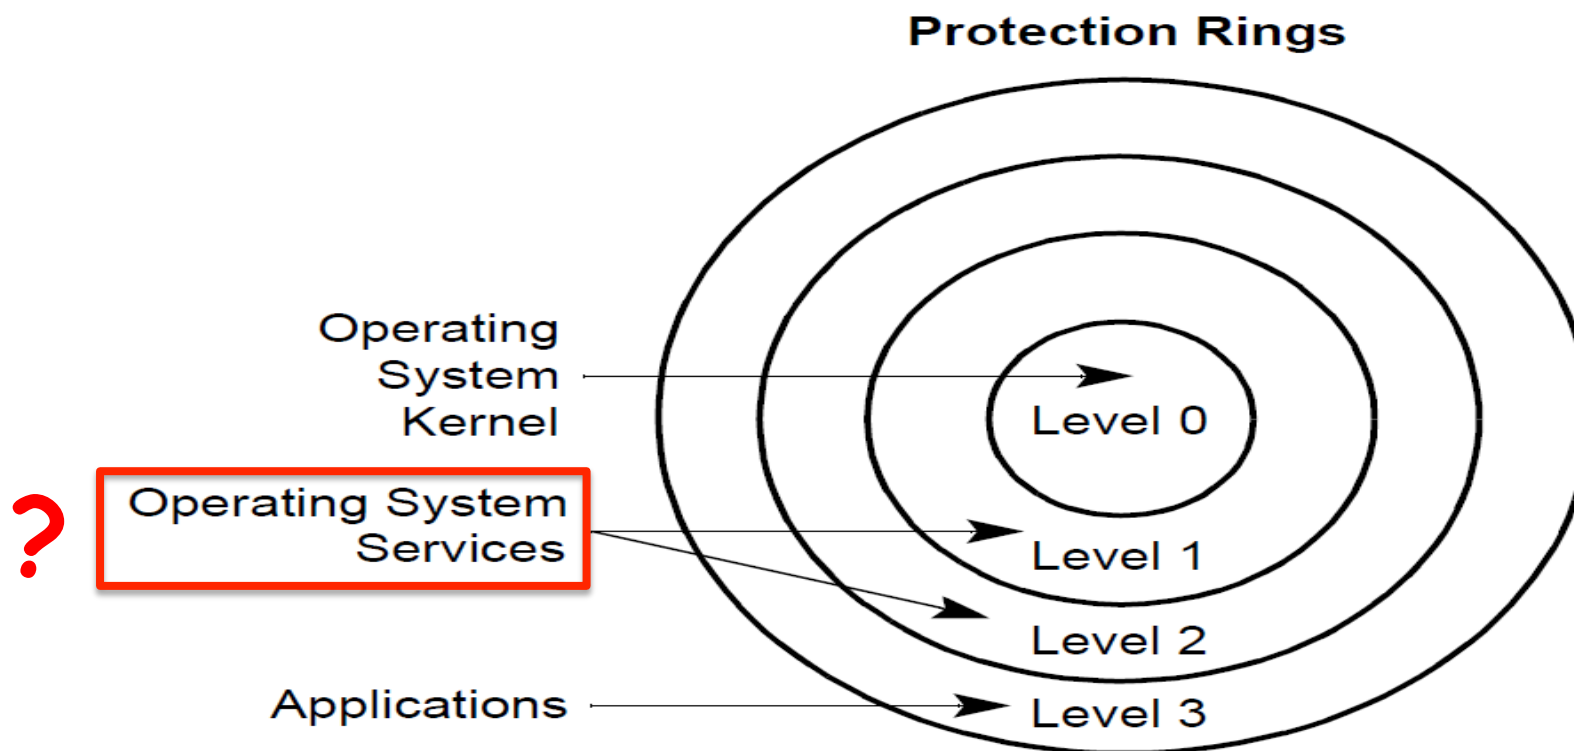 Protection Rings
Operating
System
Kernel
Level 0
?
Operating System
Services
Level 1
Level 2
Applications
Level 3